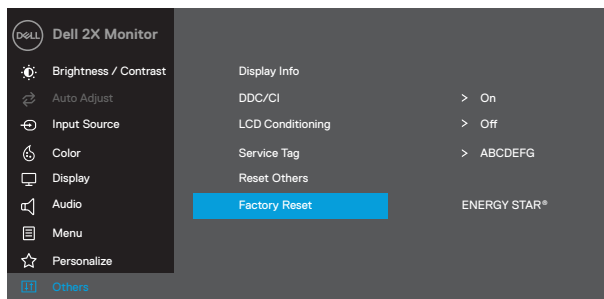 DELL Dell 2X Monitor
Brightness / Contrast Display Info
Auto Adjust DDC/CI > On
Input Source LCD Conditioning > Off
Color Service Tag > ABCDEFG
Display Reset Others
Audio Factory Reset ENERGY STAR®
Menu
Personalize
Others